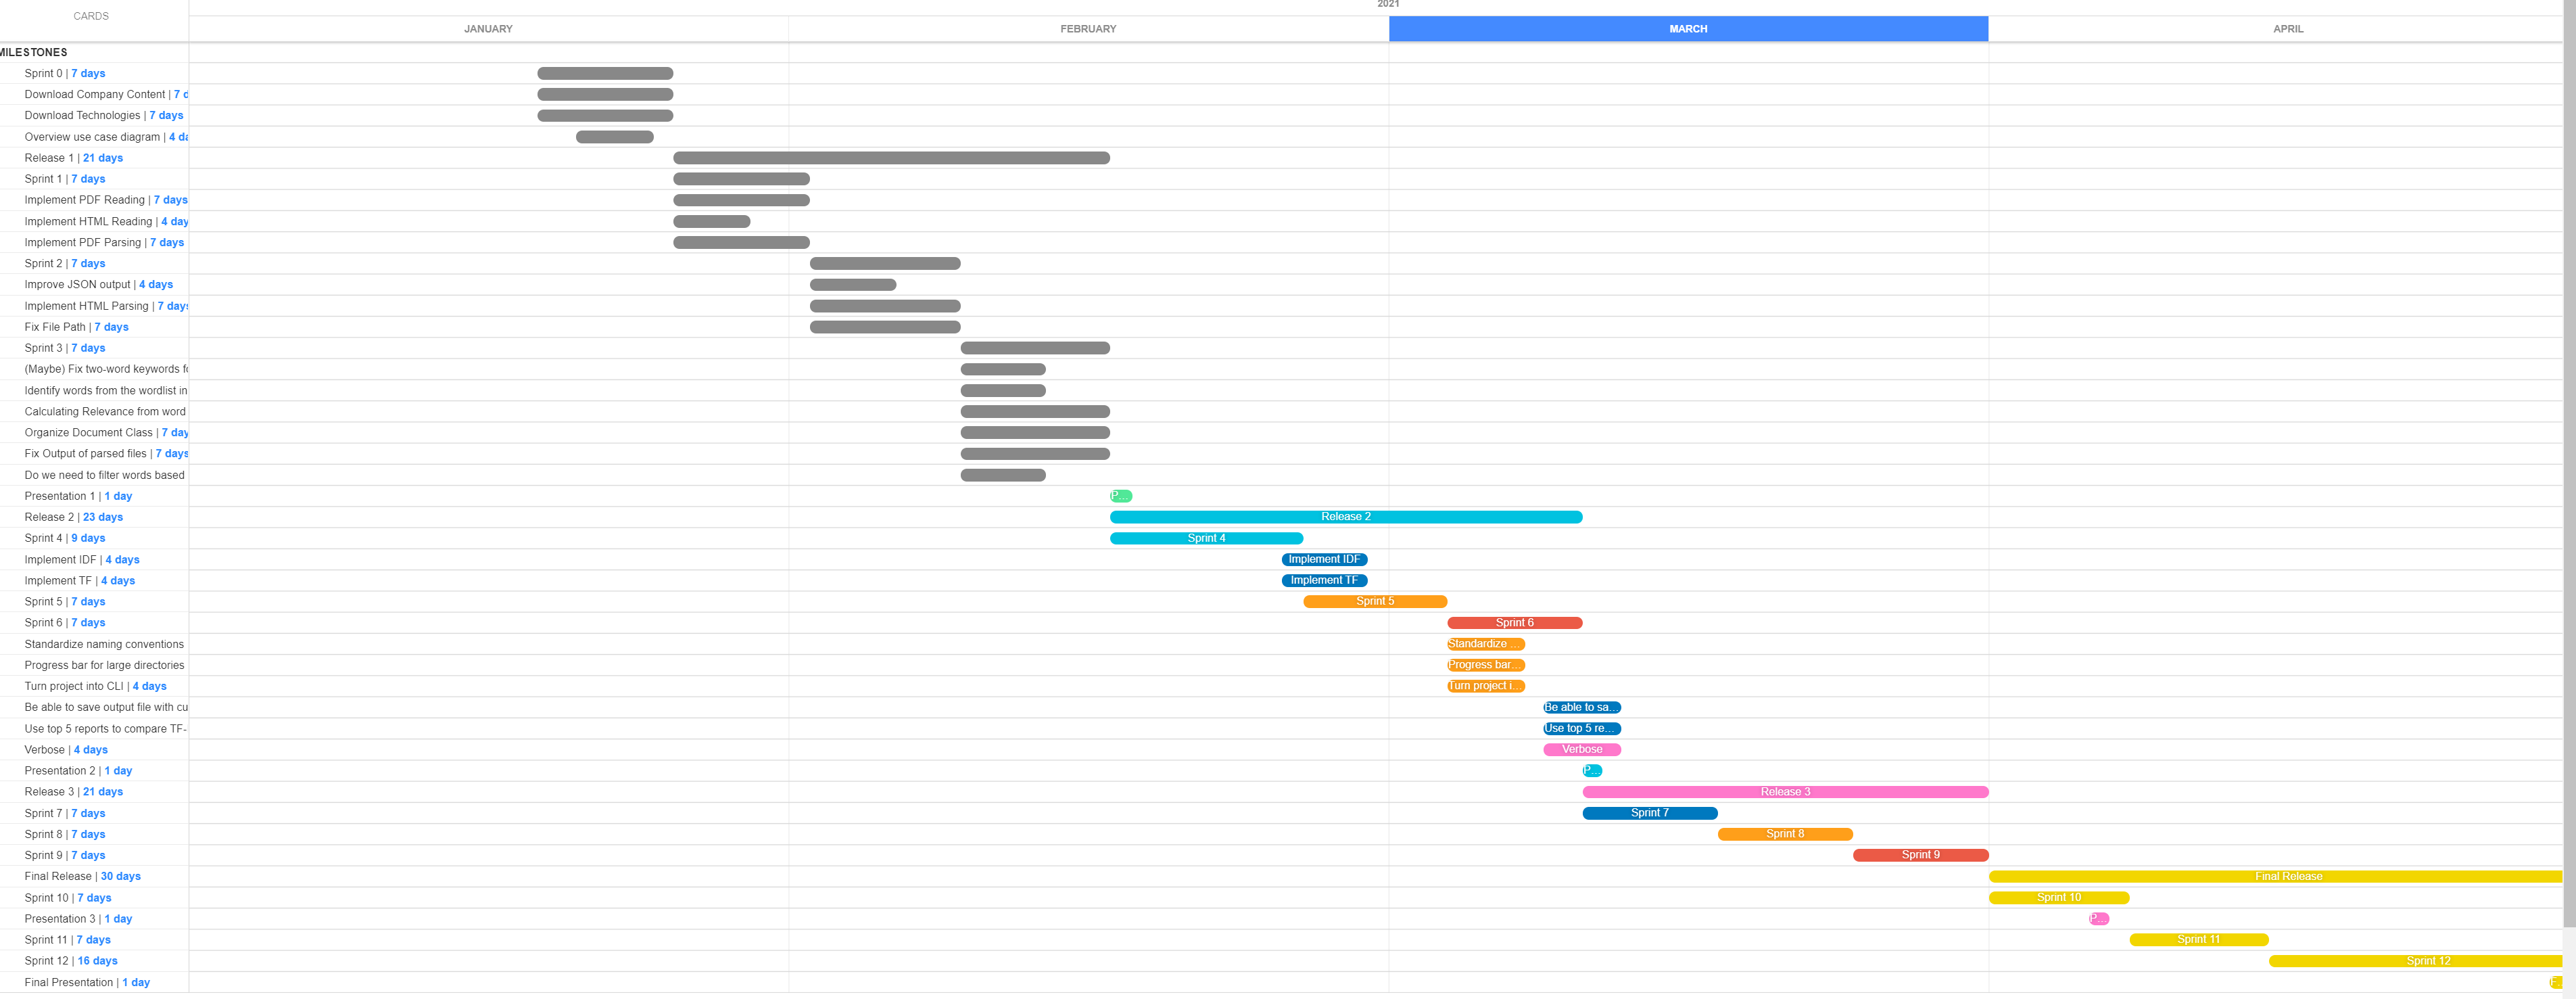 CARDS
2021
JANUARY FEBRUARY MARCH APRIL
MILESTONES
Sprint 0 | 7 days
Download Company Content | 7 d
Download Technologies | 7 days
Overview use case diagram | 4 da
Release 1 | 21 days
Sprint 1 | 7 days
Implement PDF Reading | 7 days
Implement HTML Reading | 4 day
Implement PDF Parsing | 7 days
Sprint 2 | 7 days
Improve JSON output | 4 days
Implement HTML Parsing | 7 days
Fix File Path | 7 days
Sprint 3 | 7 days
(Maybe) Fix two-word keywords fo
Identify words from the wordlist in
Calculating Relevance from word
Organize Document Class | 7 day
Fix Output of parsed files | 7 days
Do we need to filter words based
Presentation 1 | 1 day P...
Release 2 | 23 days Release 2
Sprint 4 | 9 days Sprint 4
Implement IDF | 4 days Implement IDF
Implement TF | 4 days Implement TF
Sprint 5 | 7 days Sprint 5
Sprint 6 | 7 days Sprint 6
Standardize naming conventions Standardize ...
Progress bar for large directories Progress bar...
Turn project into CLI | 4 days Turn project i...
Be able to save output file with cu Be able to sa...
Use top 5 reports to compare TF- Use top 5 re...
Verbose | 4 days Verbose
Presentation 2 | 1 day P...
Release 3 | 21 days Release 3
Sprint 7 | 7 days Sprint 7
Sprint 8 | 7 days Sprint 8
Sprint 9 | 7 days Sprint 9
Final Release | 30 days Final Release
Sprint 10 | 7 days Sprint 10
Presentation 3 | 1 day P...
Sprint 11 | 7 days Sprint 11
Sprint 12 | 16 days Sprint 12
Final Presentation | 1 day F...